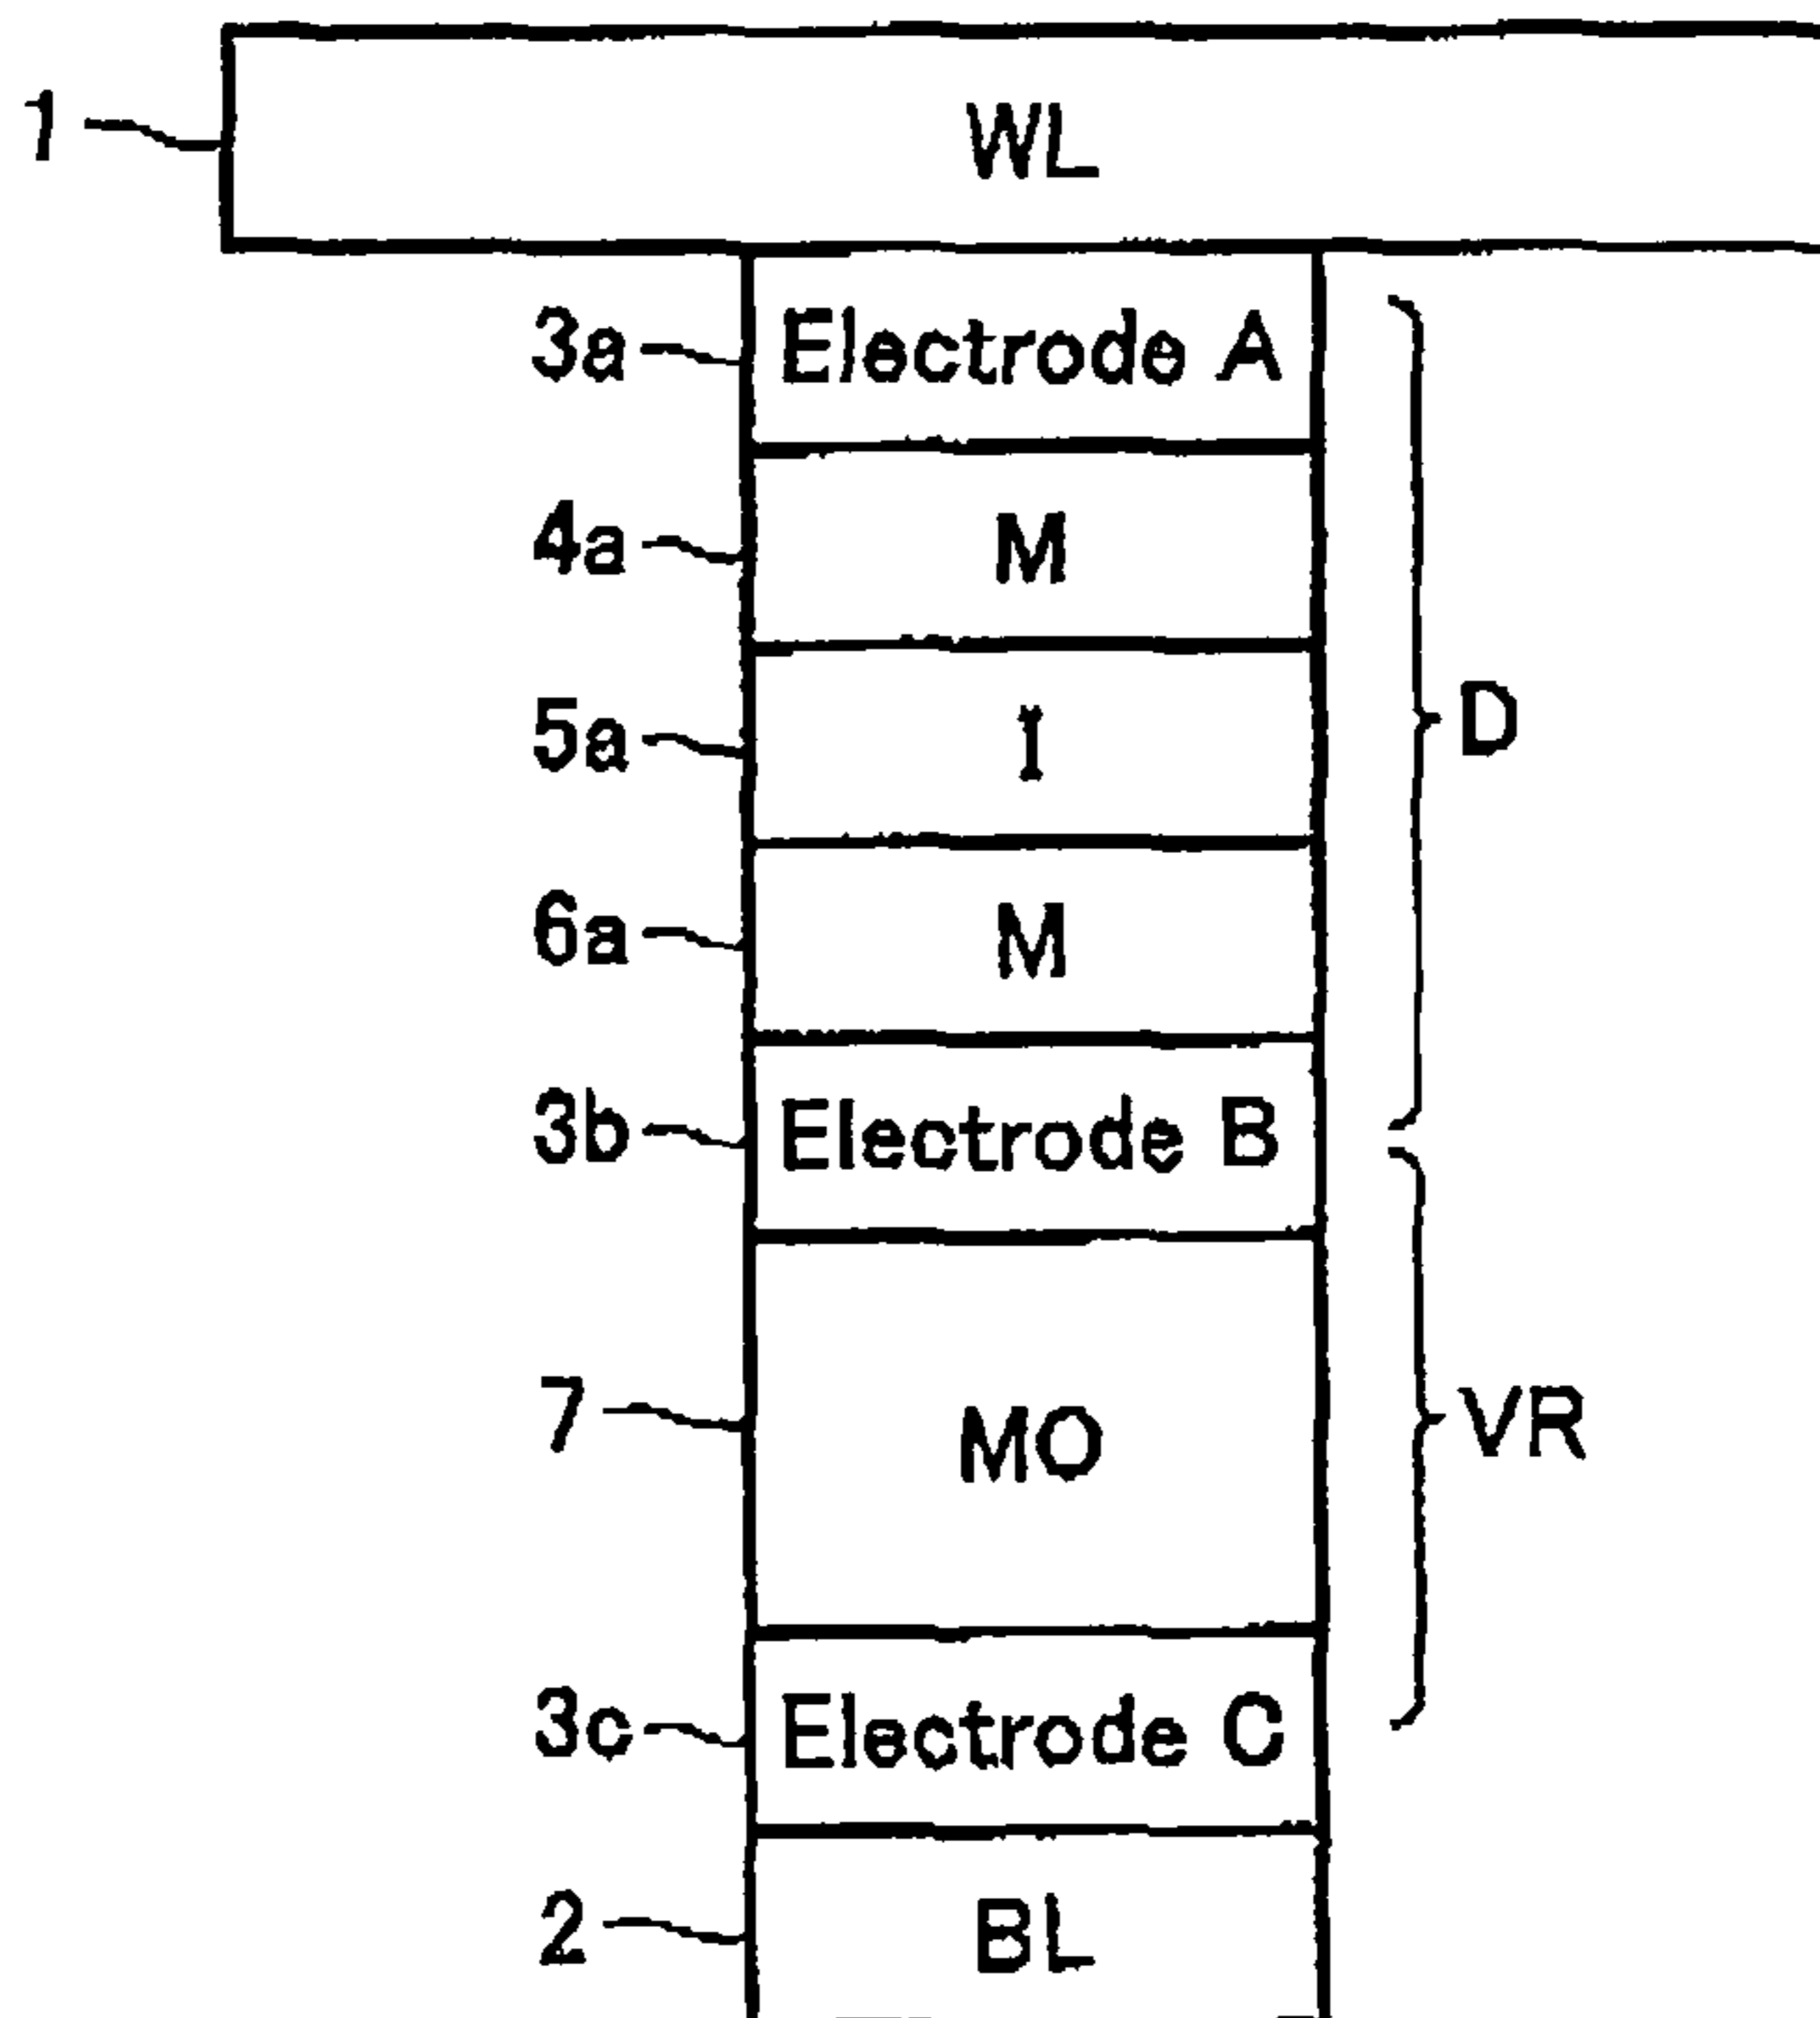 1 WL
3a Electrode A
4a M
5a I D
6a M
3b Electrode B
7 MO VR
3c Electrode C
2 BL